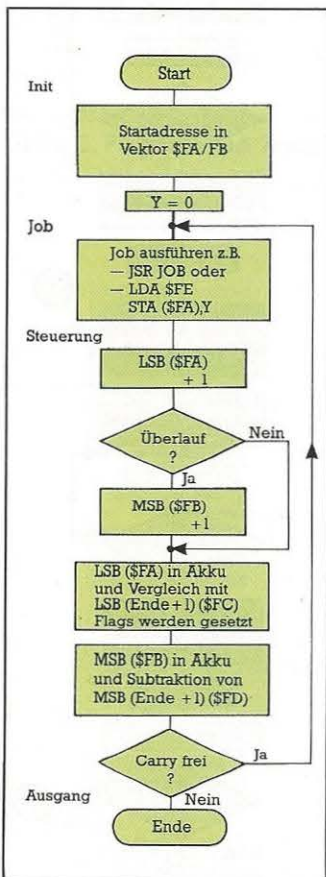 Start
Init
Startadresse in
Vektor $FA/FB
Y = 0
Job
Job ausführen z.B.
— JSR JOB oder
— LDA $FE
STA ($FA),Y
Steuerung
LSB ($FA)
+ 1
Überlauf
?
Nein
Ja
MSB ($FB)
+1
LSB ($FA) in Akku
und Vergleich mit
LSB (Ende+1) ($FC)
Flags werden gesetzt
MSB ($FB) in Akku
und Subtraktion von
MSB (Ende +1) ($FD)
Carry frei
?
Ja
Nein
Ausgang
Ende